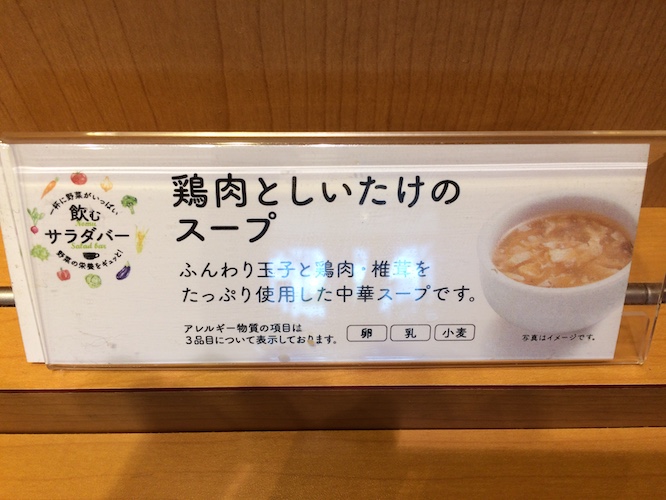 一杯に野菜がいっぱい
飲む
Nomu
サラダバー
Salad bar
野菜の栄養をギュッと!
鶏肉としいたけの
スープ
ふんわり玉子と鶏肉・椎茸を
たっぷり使用した中華スープです。
アレルギー物質の項目は
3品目について表示しております。
卵 乳 小麦
写真はイメージです。